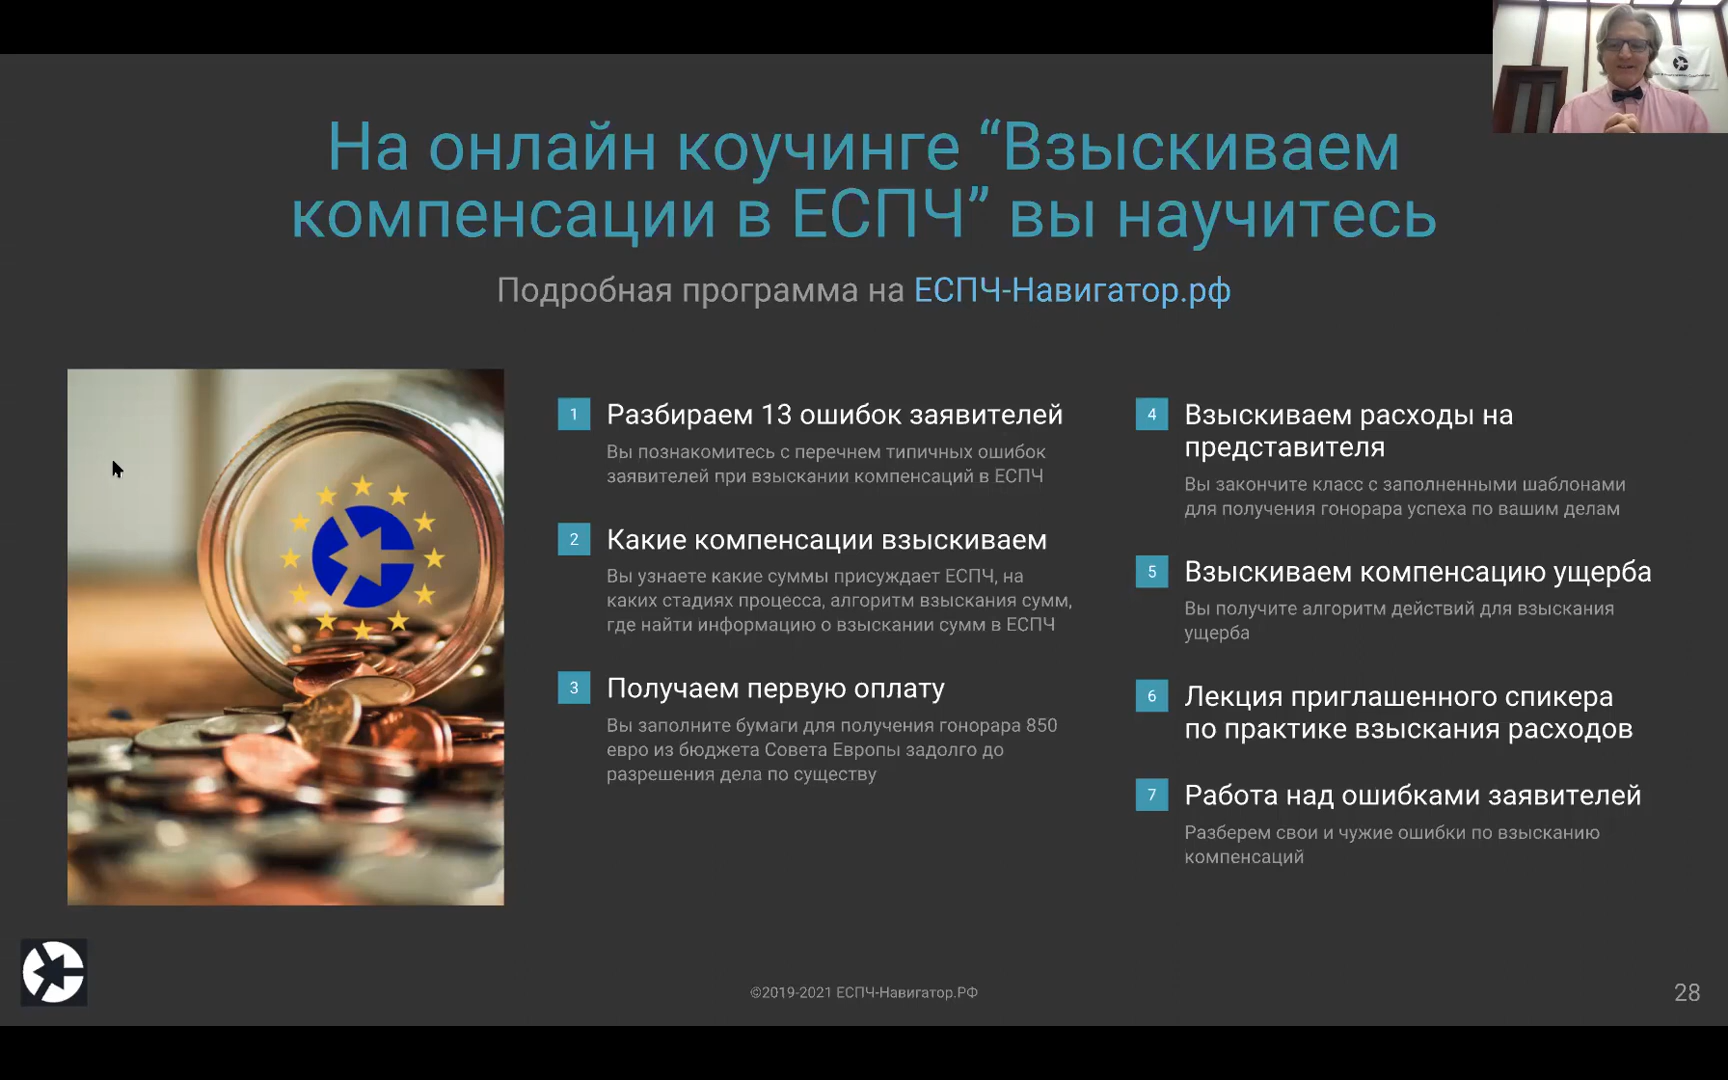 На онлайн коучинге “Взыскиваем
компенсации в ЕСПЧ” вы научитесь
Подробная программа на ЕСПЧ-Навигатор.рф
1 Разбираем 13 ошибок заявителей
Вы познакомитесь с перечнем типичных ошибок
заявителей при взыскании компенсаций в ЕСПЧ
2 Какие компенсации взыскиваем
Вы узнаете какие суммы присуждает ЕСПЧ, на
каких стадиях процесса, алгоритм взыскания сумм,
где найти информацию о взыскании сумм в ЕСПЧ
3 Получаем первую оплату
Вы заполните бумаги для получения гонорара 850
евро из бюджета Совета Европы задолго до
разрешения дела по существу
4 Взыскиваем расходы на
представителя
Вы закончите класс с заполненными шаблонами
для получения гонорара успеха по вашим делам
5 Взыскиваем компенсацию ущерба
Вы получите алгоритм действий для взыскания
ущерба
6 Лекция приглашенного спикера
по практике взыскания расходов
7 Работа над ошибками заявителей
Разберем свои и чужие ошибки по взысканию
компенсаций
©2019-2021 ЕСПЧ-Навигатор.РФ
28